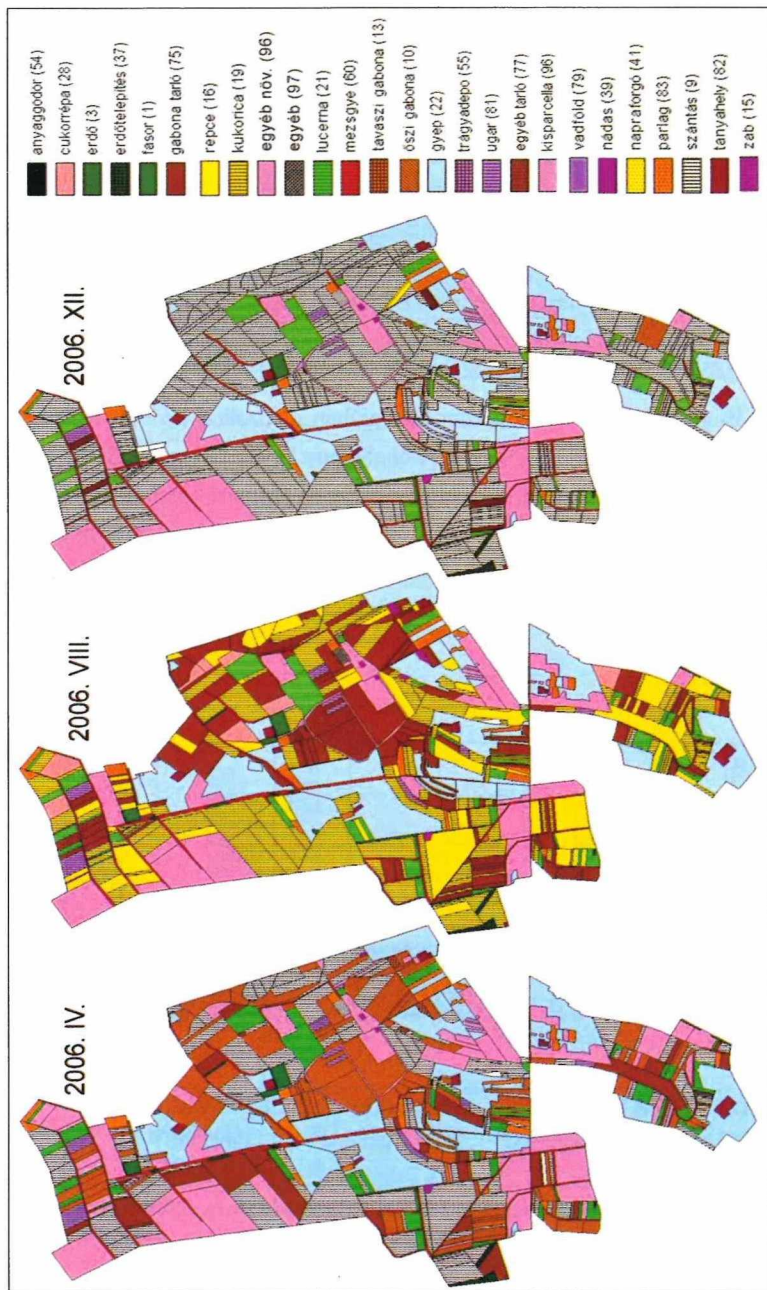 2006. IV.
2006. VIII.
2006. XII.
anyaggödör (54)
cukorrépa (28)
erdő (3)
erdőtelepítés (37)
fasor (1)
gabona tarló (75)
repce (16)
kukorica (19)
egyéb növ. (96)
egyéb (97)
lucerna (21)
mezsgye (60)
tavaszi gabona (13)
őszi gabona (10)
gyep (22)
trágyadepo (55)
ugar (81)
egyéb tarló (77)
kisparcella (96)
vadföld (79)
nádas (39)
napraforgó (41)
parlag (83)
szántás (9)
tanyahely (82)
zab (15)